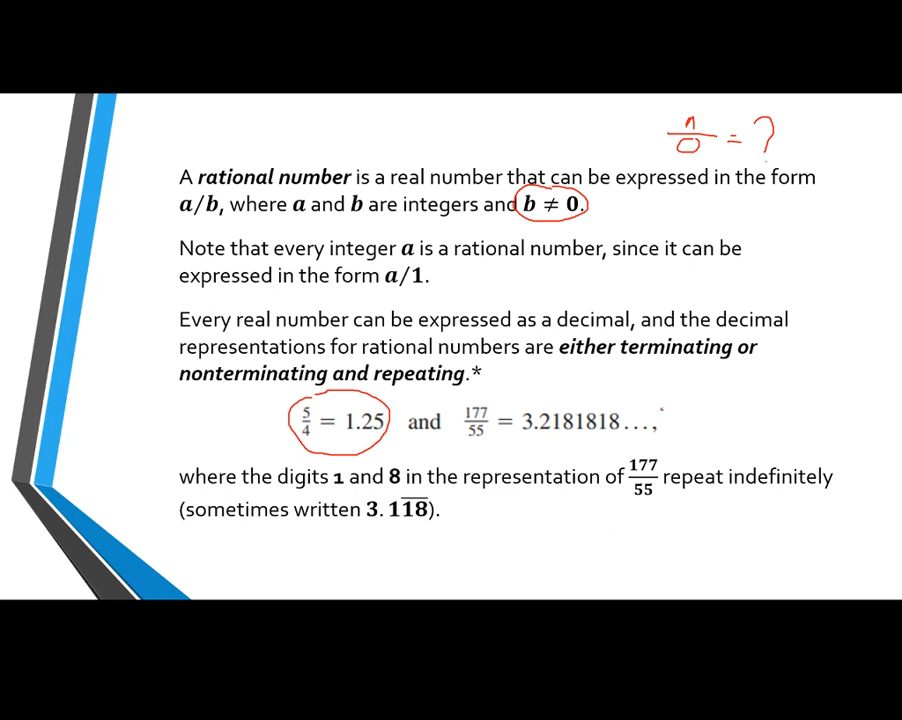 n/0 = ?
A rational number is a real number that can be expressed in the form
a/b, where a and b are integers and b ≠ 0.
Note that every integer a is a rational number, since it can be
expressed in the form a/1.
Every real number can be expressed as a decimal, and the decimal
representations for rational numbers are either terminating or
nonterminating and repeating.*
5/4 = 1.25 and 177/55 = 3.2181818...,
where the digits 1 and 8 in the representation of 177/55 repeat indefinitely
(sometimes written 3.11̅8̅).